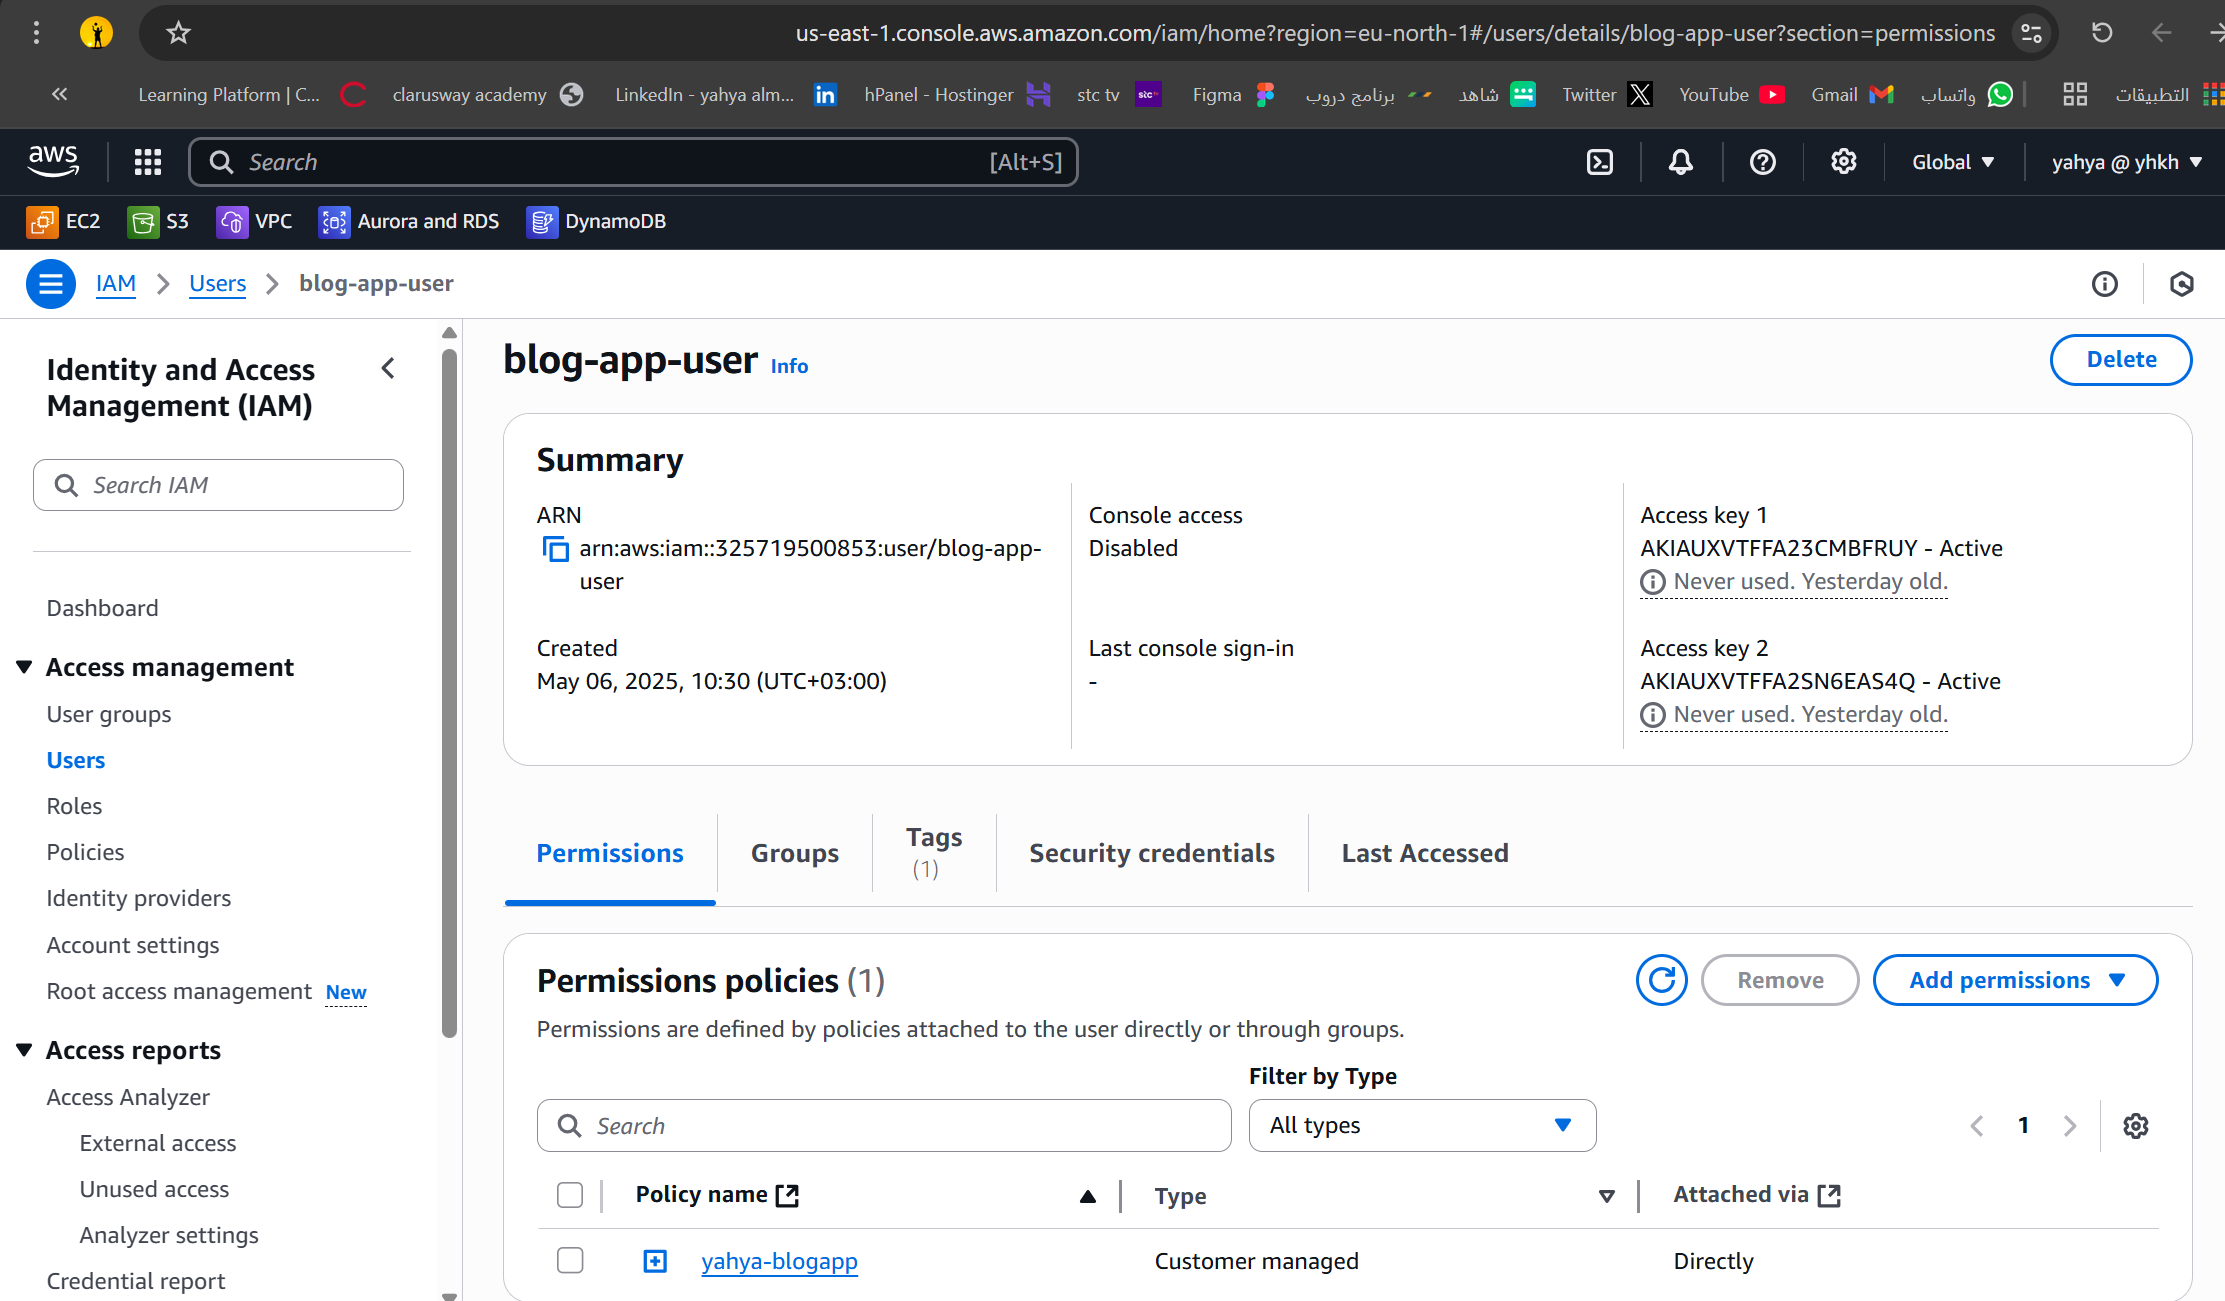 us-east-1.console.aws.amazon.com/iam/home?region=eu-north-1#/users/details/blog-app-user?section=permissions
Learning Platform | C...
clarusway academy
LinkedIn - yahya alm...
in
hPanel - Hostinger
stc tv
stc
Figma
برنامج دروب
شاهد
Twitter
YouTube
Gmail
واتساب
التطبيقات
aws
Search
[Alt+S]
Global
yahya @ yhkh
EC2
S3
VPC
Aurora and RDS
DynamoDB
IAM
Users
blog-app-user
Identity and Access
Management (IAM)
Search IAM
Dashboard
Access management
User groups
Users
Roles
Policies
Identity providers
Account settings
Root access management New
Access reports
Access Analyzer
External access
Unused access
Analyzer settings
Credential report
blog-app-user Info
Delete
Summary
ARN
arn:aws:iam::325719500853:user/blog-app-
user
Created
May 06, 2025, 10:30 (UTC+03:00)
Console access
Disabled
Last console sign-in
-
Access key 1
AKIAUXVTFFA23CMBFRUY - Active
Never used. Yesterday old.
Access key 2
AKIAUXVTFFA2SN6EAS4Q - Active
Never used. Yesterday old.
Permissions
Groups
Tags
(1)
Security credentials
Last Accessed
Permissions policies (1)
Remove
Add permissions
Permissions are defined by policies attached to the user directly or through groups.
Filter by Type
Search
All types
1
Policy name
Type
Attached via
yahya-blogapp
Customer managed
Directly